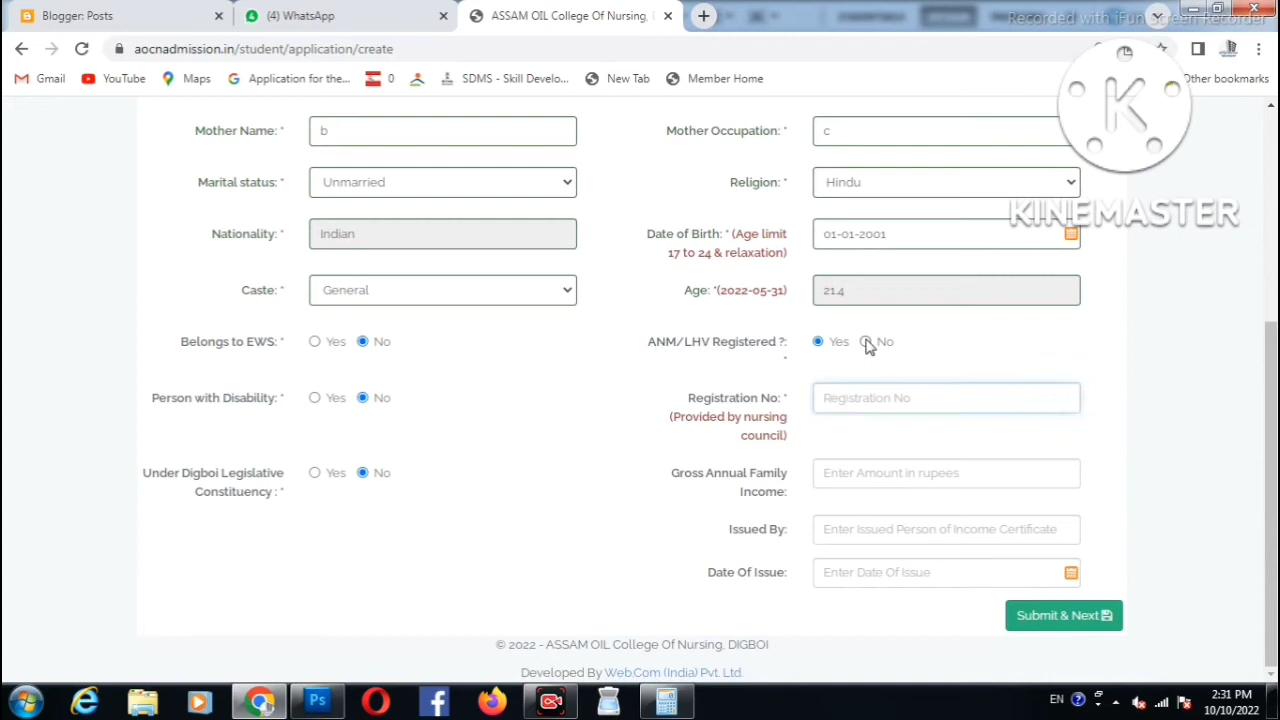 Blogger: Posts
(4) WhatsApp
ASSAM OIL College Of Nursing,
Recorded with iFun Screen Recorder
aocnadmission.in/student/application/create
Gmail
YouTube
Maps
Application for the...
0
SDMS - Skill Develo...
New Tab
Member Home
Other bookmarks
K
KINEMASTER
Mother Name: *
b
Mother Occupation: *
c
Marital status: *
Unmarried
Religion: *
Hindu
Nationality: *
Indian
Date of Birth: * (Age limit
17 to 24 & relaxation)
01-01-2001
Caste: *
General
Age: *(2022-05-31)
21.4
Belongs to EWS: *
Yes
No
ANM/LHV Registered ?:
*
Yes
No
Person with Disability: *
Yes
No
Registration No: *
(Provided by nursing
council)
Registration No
Under Digboi Legislative
Constituency : *
Yes
No
Gross Annual Family
Income:
Enter Amount in rupees
Issued By:
Enter Issued Person of Income Certificate
Date Of Issue:
Enter Date Of Issue
Submit & Next
© 2022 - ASSAM OIL College Of Nursing, DIGBOI
Developed By Web.Com (India) Pvt. Ltd.
Ps
EN
2:31 PM
10/10/2022